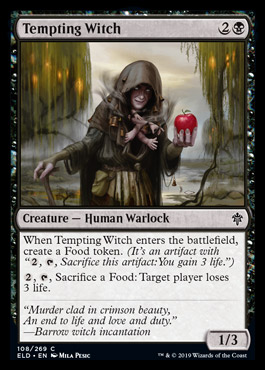 Tempting Witch 2
Creature — Human Warlock
When Tempting Witch enters the battlefield,
create a Food token. (It's an artifact with
"2, , Sacrifice this artifact:You gain 3 life.")
2, , Sacrifice a Food: Target player loses
3 life.
"Murder clad in crimson beauty,
An end to life and love and duty."
—Barrow witch incantation
1/3
108/269 C
ELD • EN Mila Pesic
™ & © 2019 Wizards of the Coast